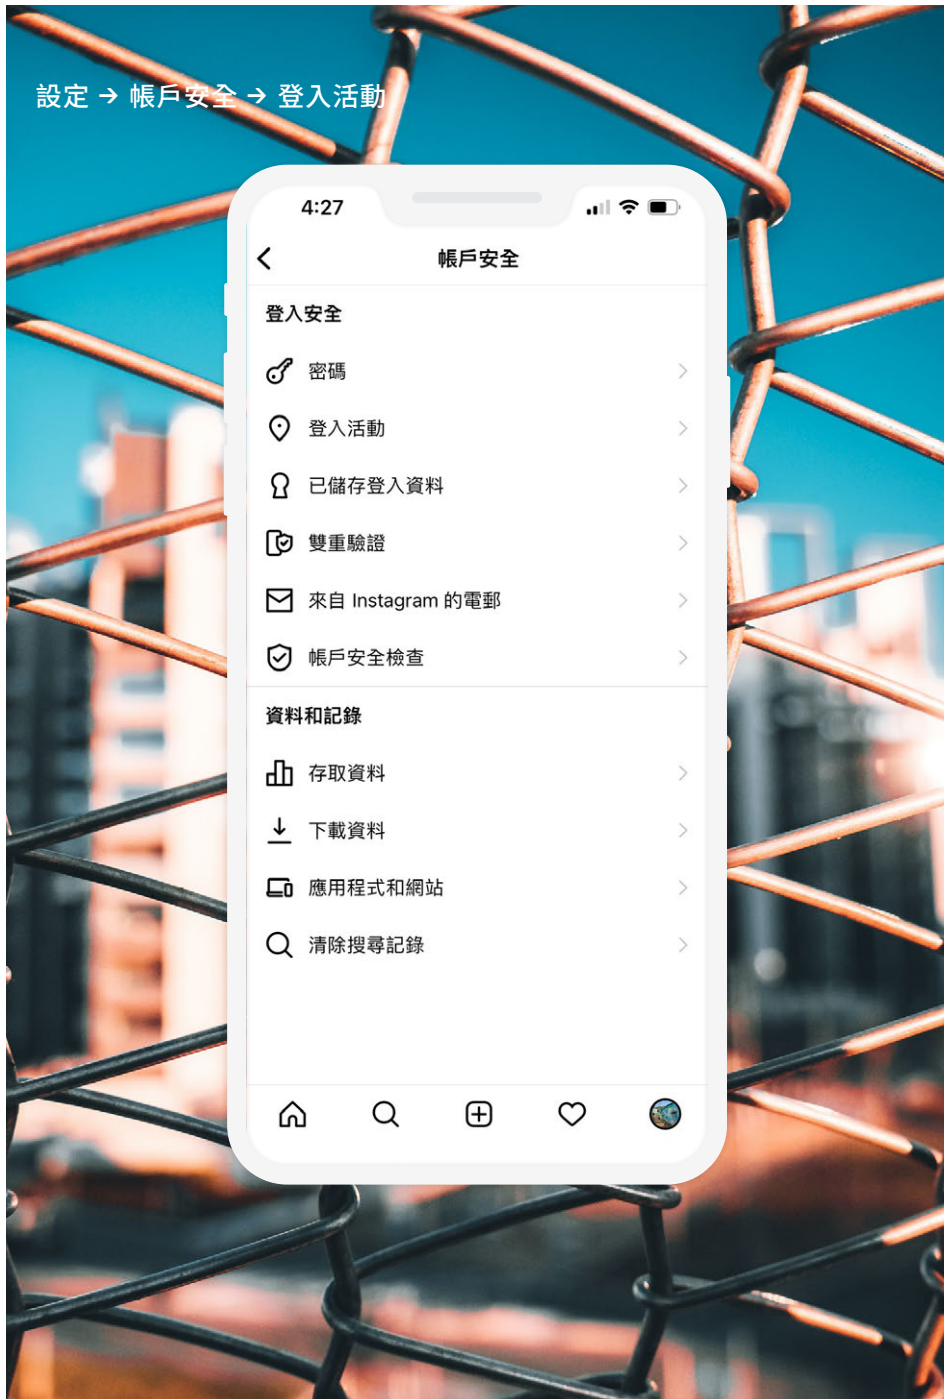 設定 → 帳戶安全 → 登入活動
4:27
帳戶安全
登入安全
密碼
登入活動
已儲存登入資料
雙重驗證
來自 Instagram 的電郵
帳戶安全檢查
資料和記錄
存取資料
下載資料
應用程式和網站
清除搜尋記錄